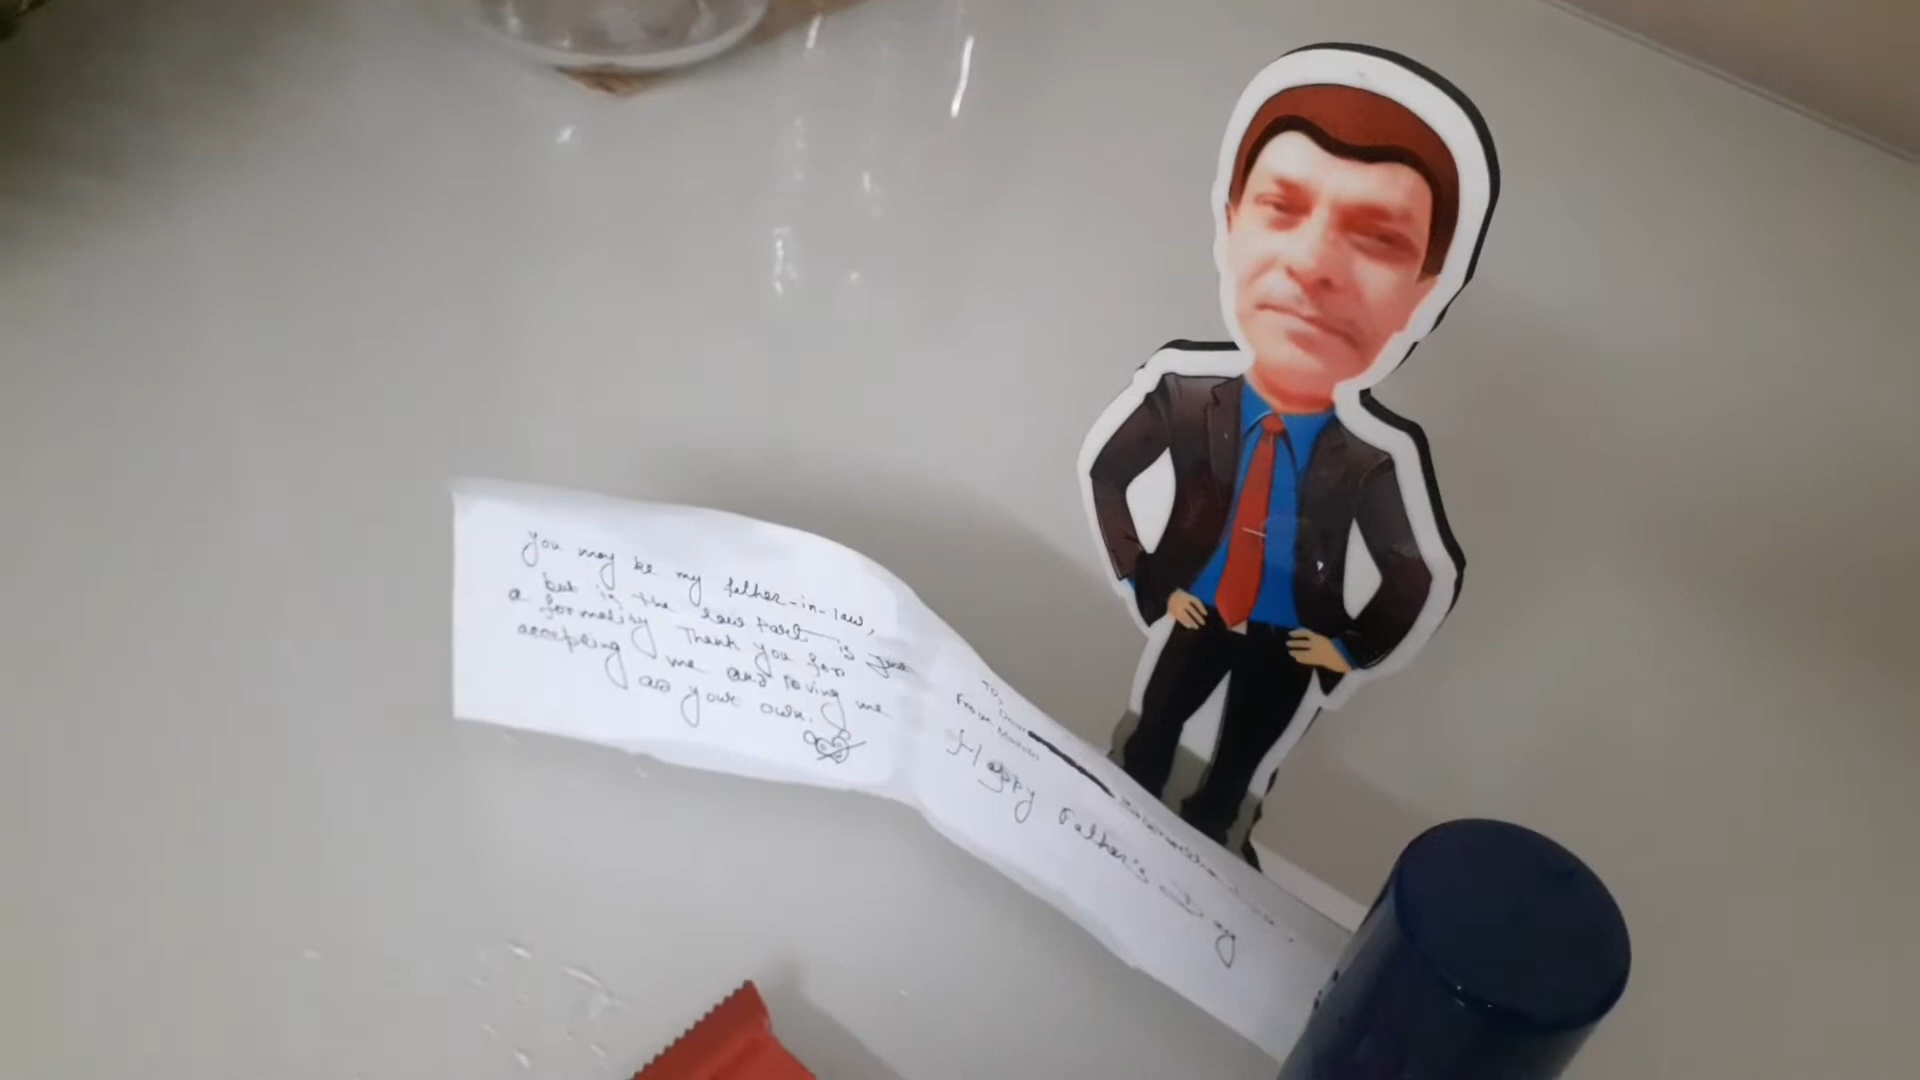 you may be my father-in-law,
but in the law part is just
a formality Thank you for
accepting me and loving me
as your own.
To,
From
Happy Father's Day